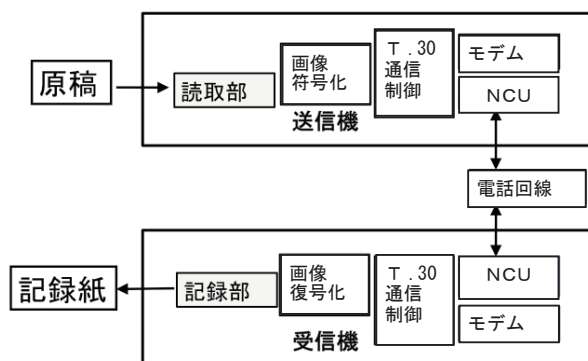 原稿
読取部
画像
符号化
T.30
通信
制御
モデム
NCU
送信機
電話回線
記録紙
記録部
画像
復号化
T.30
通信
制御
NCU
モデム
受信機